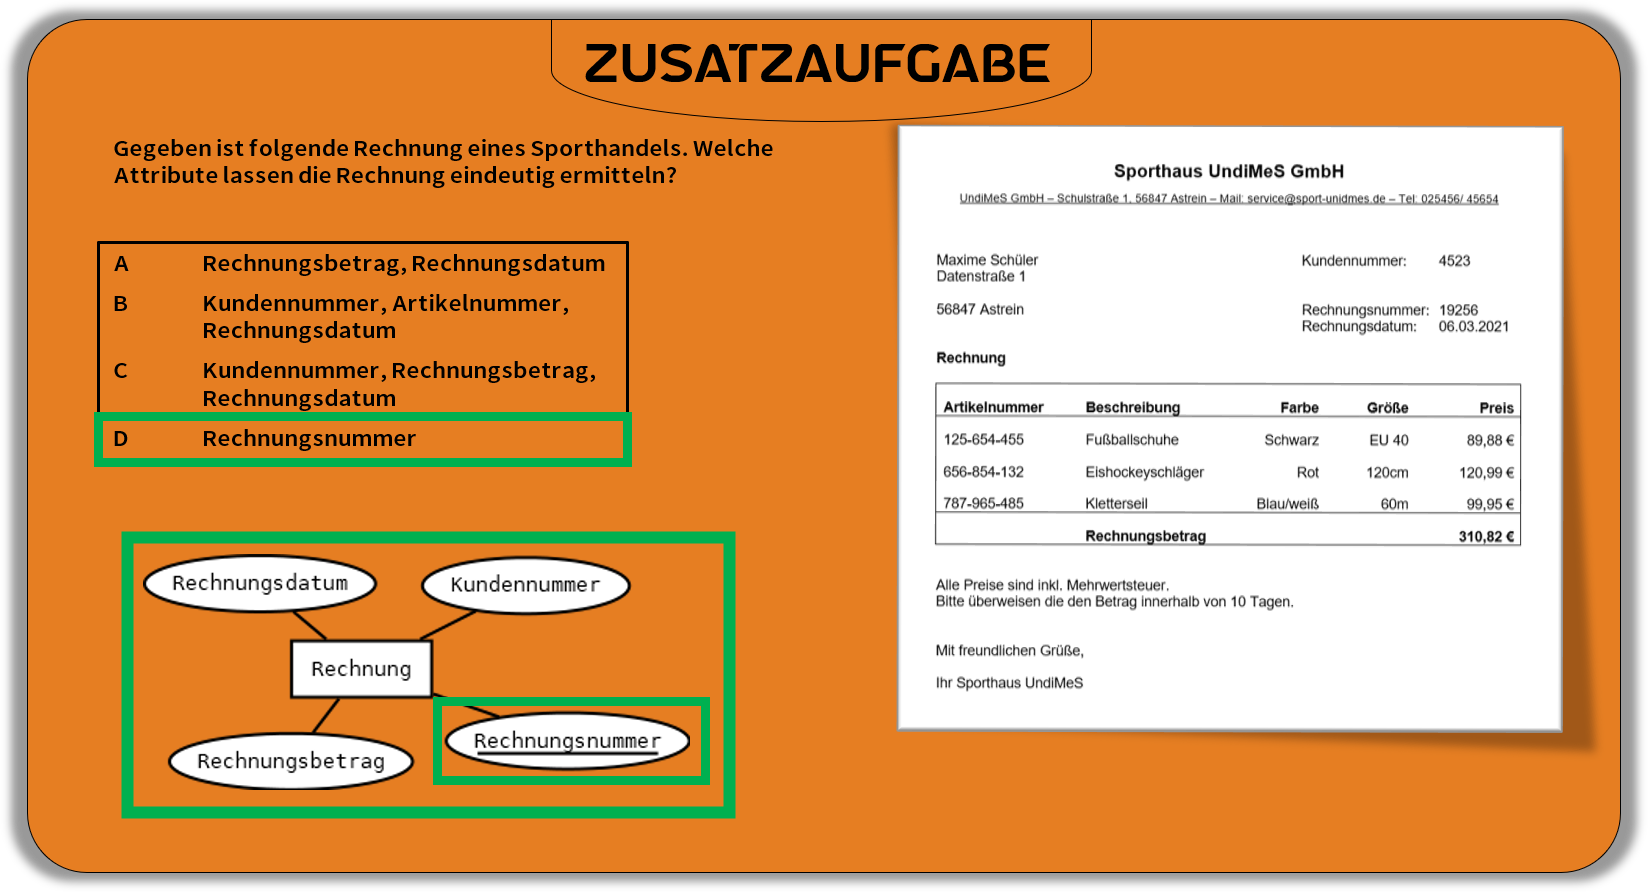 ZUSATZAUFGABE
Gegeben ist folgende Rechnung eines Sporthandels. Welche
Attribute lassen die Rechnung eindeutig ermitteln?
A Rechnungsbetrag, Rechnungsdatum
B Kundennummer, Artikelnummer,
Rechnungsdatum
C Kundennummer, Rechnungsbetrag,
Rechnungsdatum
D Rechnungsnummer
Rechnungsdatum
Kundennummer
Rechnung
Rechnungsnummer
Rechnungsbetrag
Sporthaus UndiMeS GmbH
UndiMeS GmbH – Schulstraße 1, 56847 Astrein – Mail: service@sport-unidmes.de – Tel: 025456/ 45654
Maxime Schüler Kundennummer: 4523
Datenstraße 1
56847 Astrein Rechnungsnummer: 19256
Rechnungsdatum: 06.03.2021
Rechnung
Artikelnummer Beschreibung Farbe Größe Preis
125-654-455 Fußballschuhe Schwarz EU 40 89,88 €
656-854-132 Eishockeyschläger Rot 120cm 120,99 €
787-965-485 Kletterseil Blau/weiß 60m 99,95 €
Rechnungsbetrag 310,82 €
Alle Preise sind inkl. Mehrwertsteuer.
Bitte überweisen die den Betrag innerhalb von 10 Tagen.
Mit freundlichen Grüße,
Ihr Sporthaus UndiMeS